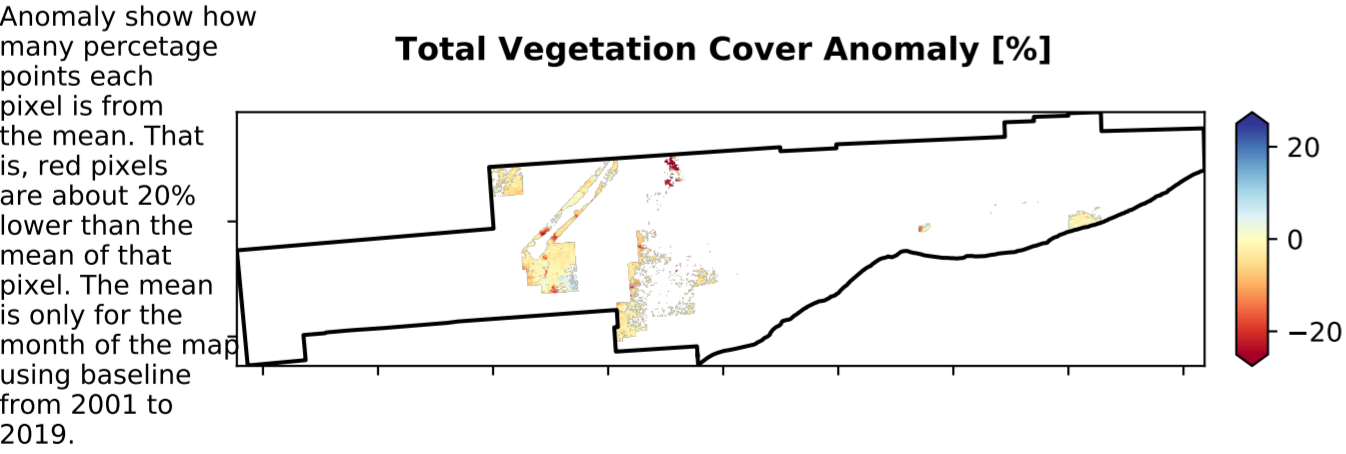 Anomaly show how
many percetage
points each
pixel is from
the mean. That
is, red pixels
are about 20%
lower than the
mean of that
pixel. The mean
is only for the
month of the map
using baseline
from 2001 to
2019.
Total Vegetation Cover Anomaly [%]
20
0
−20